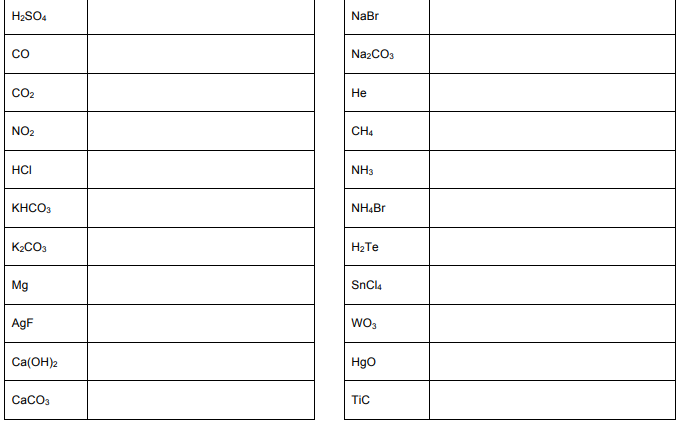 H₂SO₄
CO
CO₂
NO₂
HCl
KHCO₃
K₂CO₃
Mg
AgF
Ca(OH)₂
CaCO₃
NaBr
Na₂CO₃
He
CH₄
NH₃
NH₄Br
H₂Te
SnCl₄
WO₃
HgO
TiC